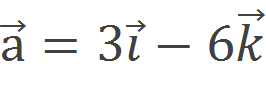 a⃗ = 3i⃗ − 6k⃗